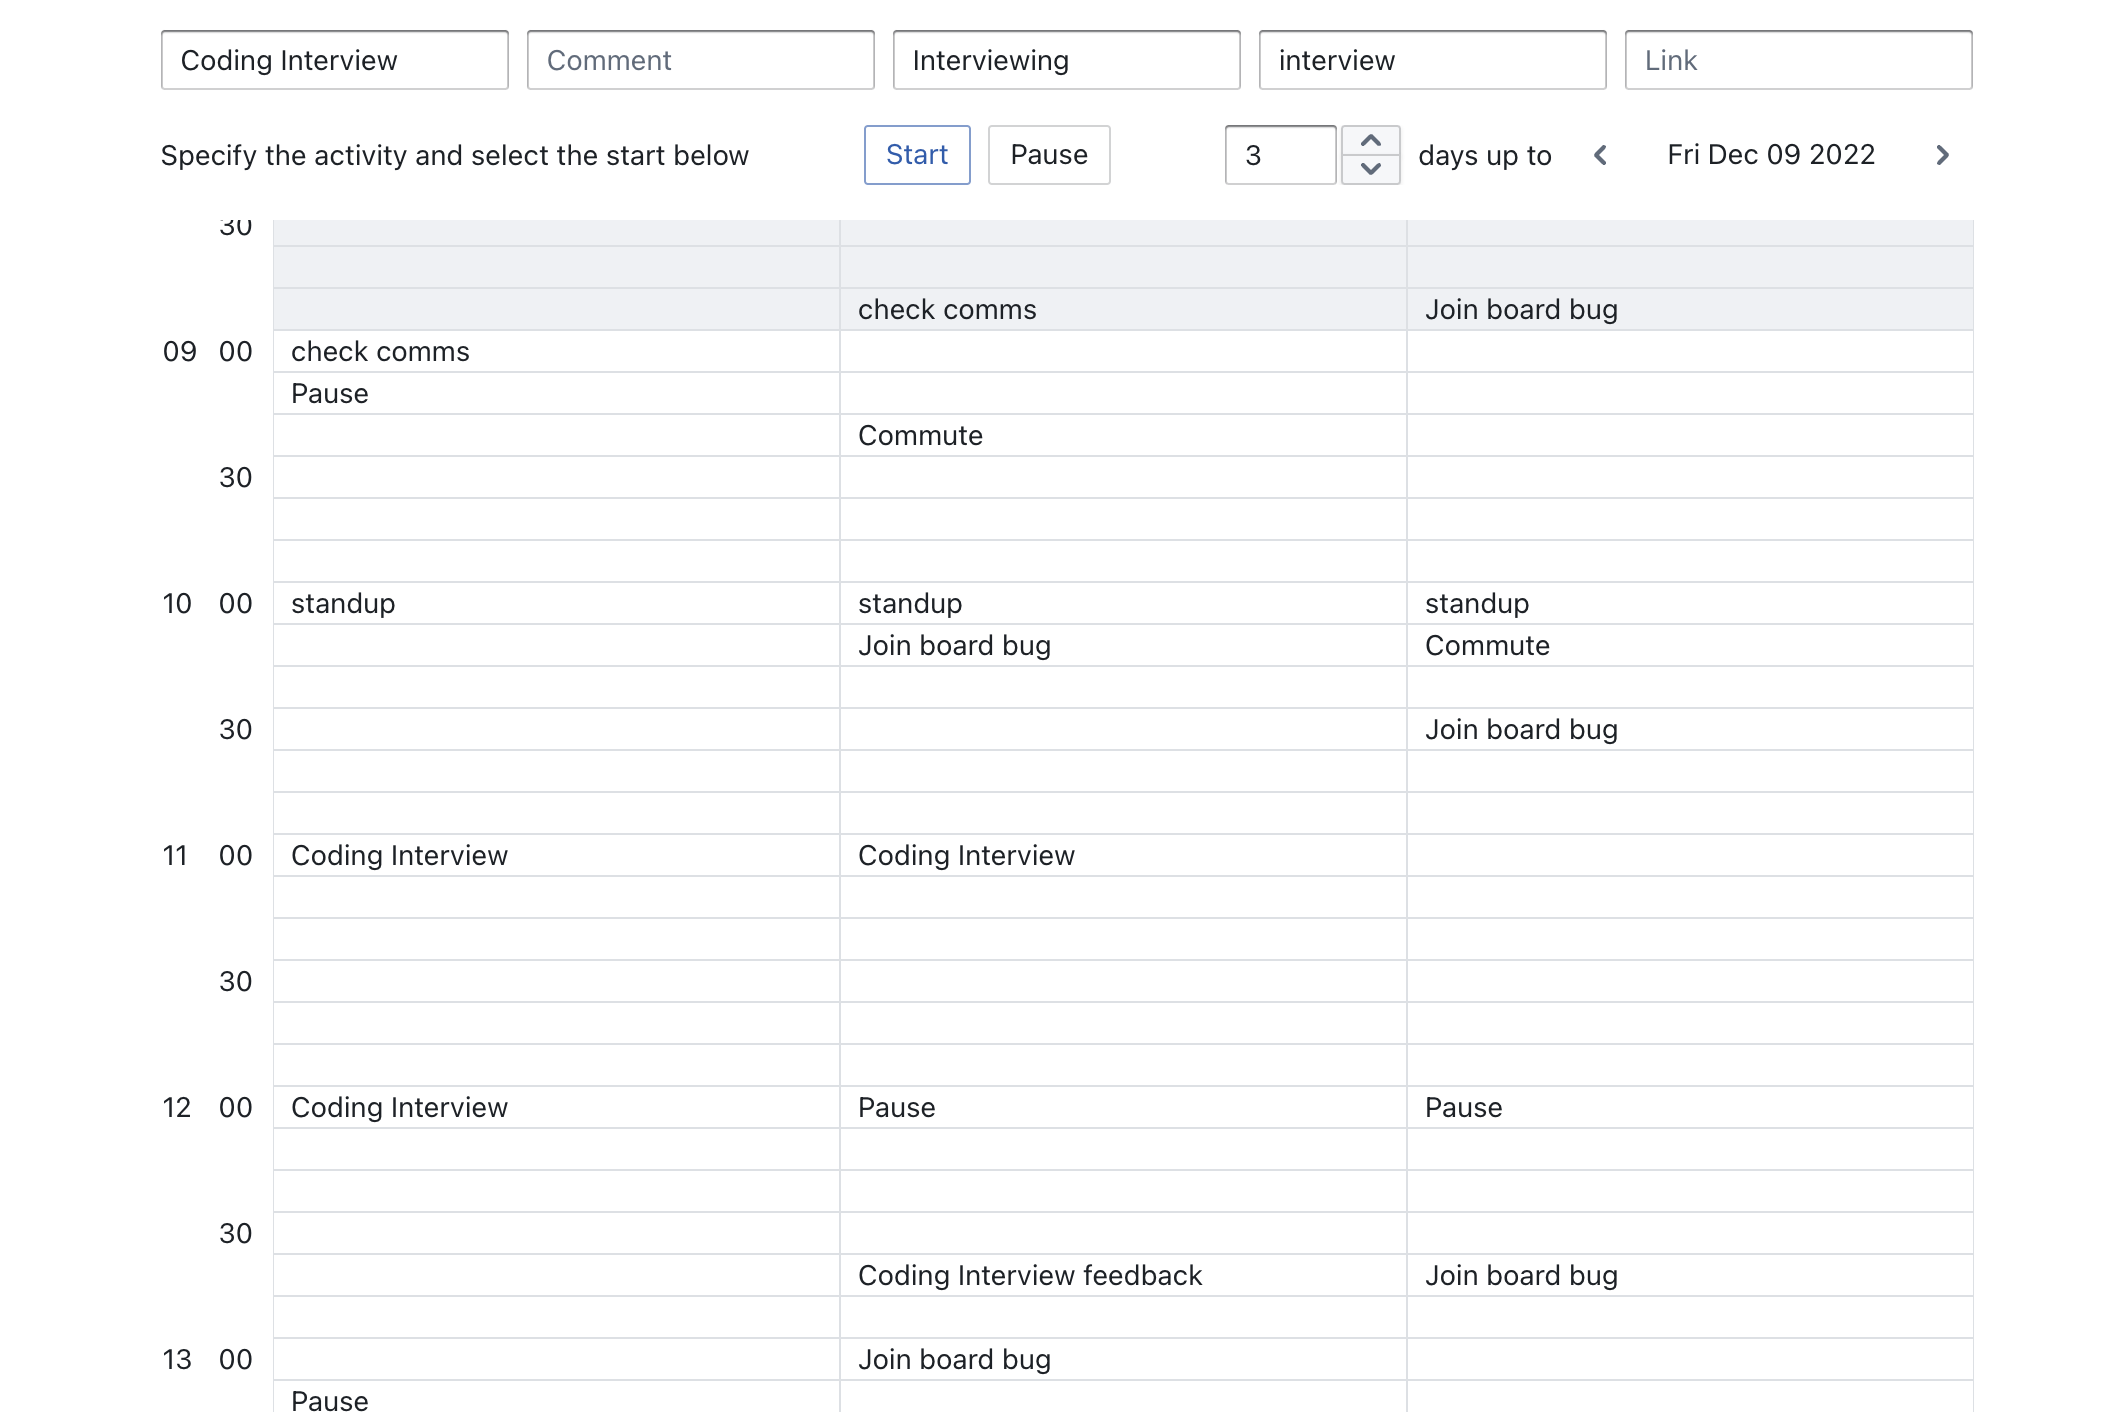 Coding Interview Comment Interviewing interview Link
Specify the activity and select the start below Start Pause 3 days up to Fri Dec 09 2022
30
check comms Join board bug
09 00 check comms
Pause
Commute
30
10 00 standup standup standup
Join board bug Commute
30 Join board bug
11 00 Coding Interview Coding Interview
30
12 00 Coding Interview Pause Pause
30
Coding Interview feedback Join board bug
13 00 Join board bug
Pause